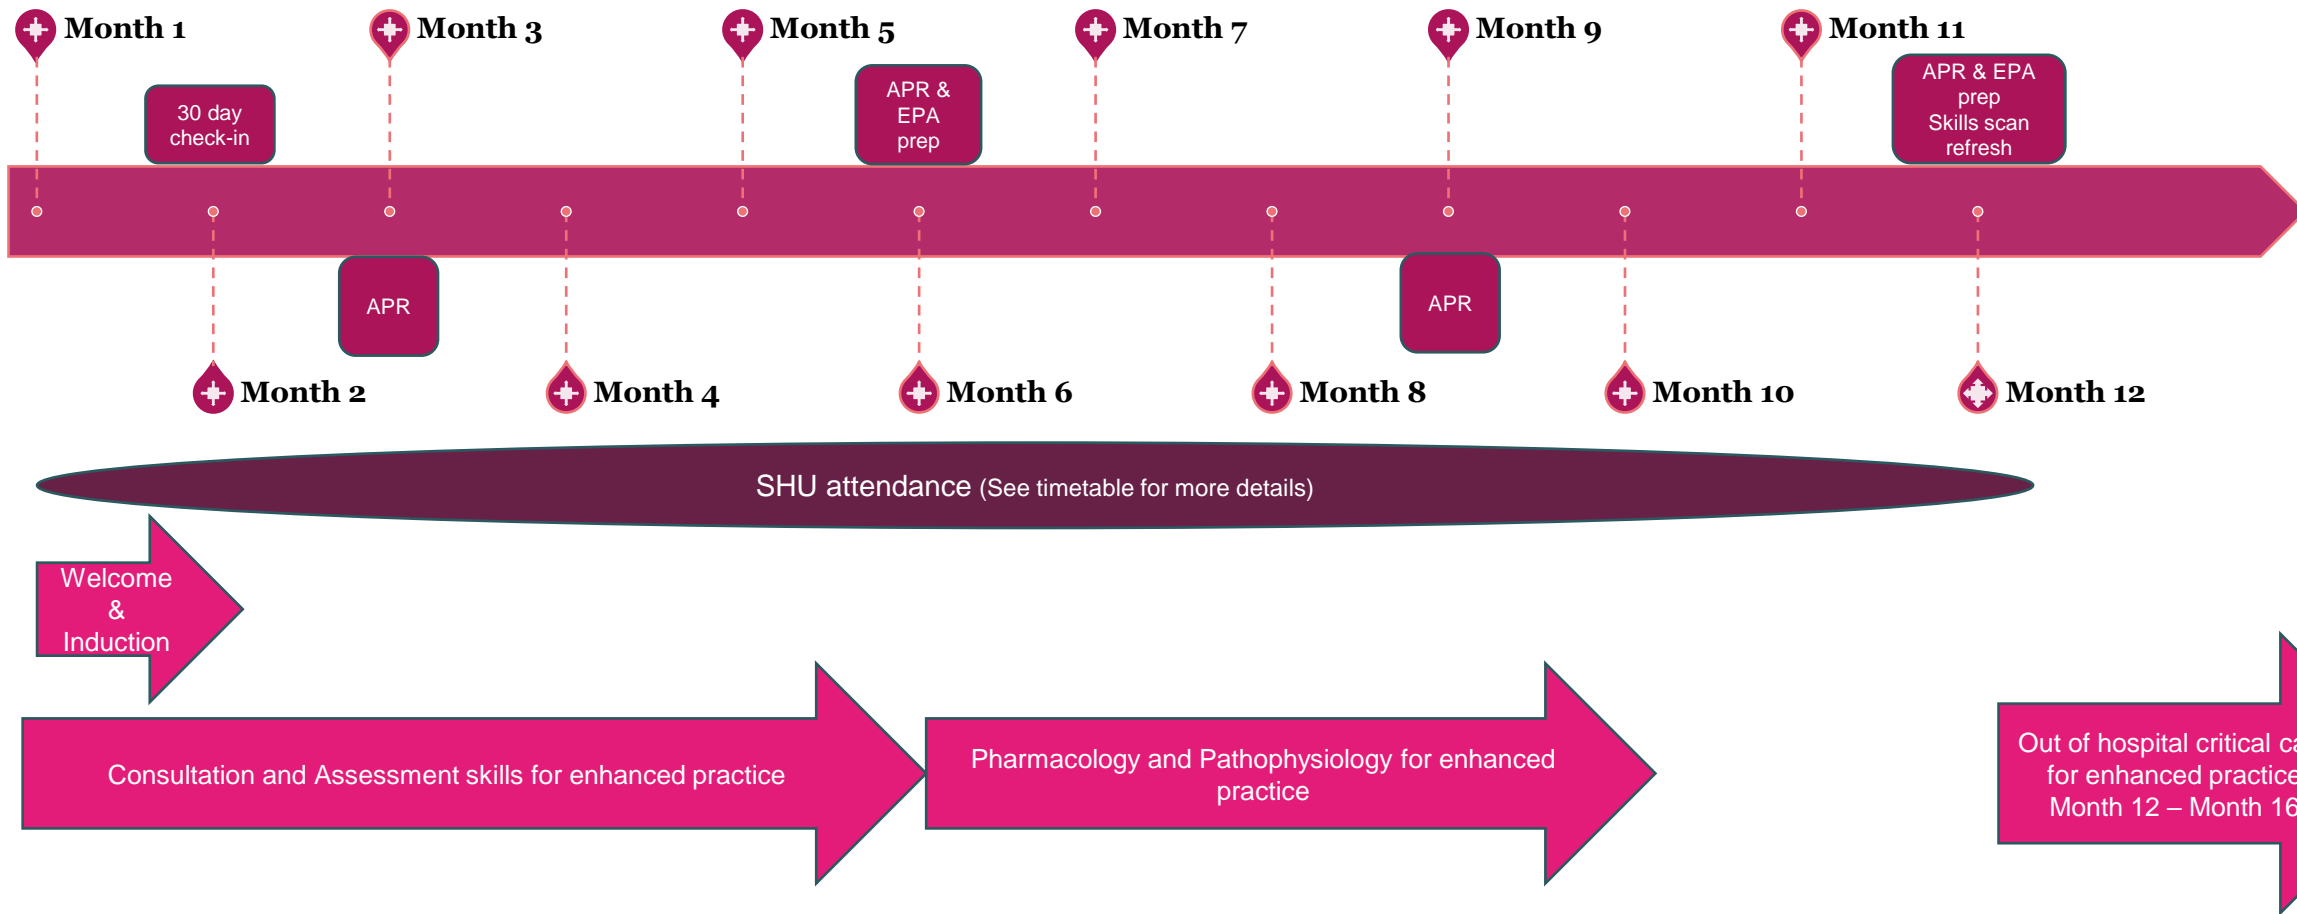 Month 1
Month 3
Month 5
Month 7
Month 9
Month 11
30 day
check-in
APR &
EPA
prep
APR & EPA
prep
Skills scan
refresh
APR
APR
Month 2
Month 4
Month 6
Month 8
Month 10
Month 12
SHU attendance (See timetable for more details)
Welcome
&
Induction
Consultation and Assessment skills for enhanced practice
Pharmacology and Pathophysiology for enhanced
practice
Out of hospital critical ca
for enhanced practice
Month 12 – Month 16